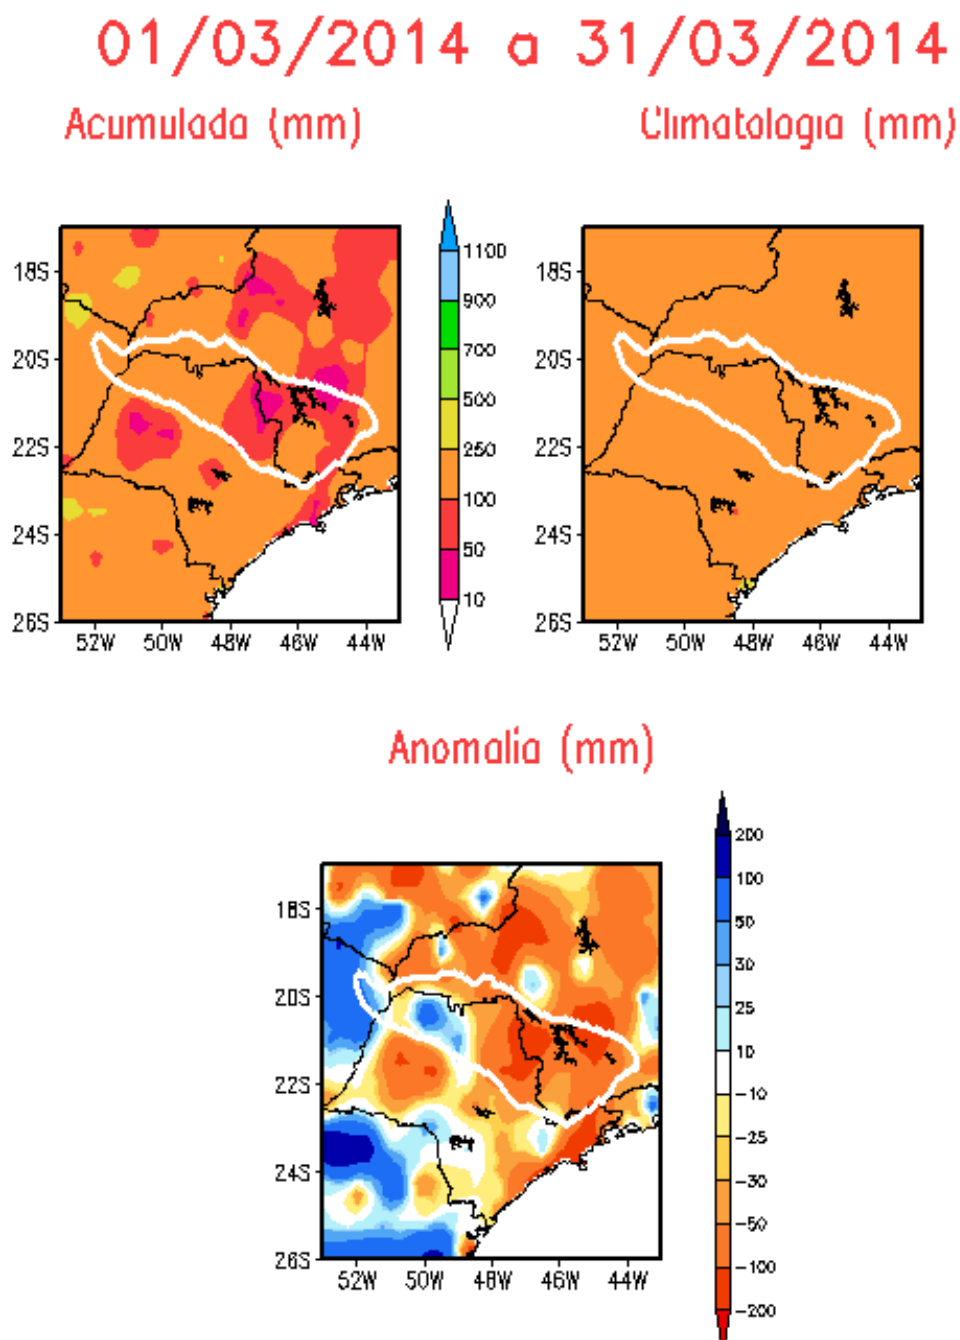 01/03/2014 a 31/03/2014
Acumulada (mm)
Climatologia (mm)
18S
20S
22S
24S
26S
52W 50W 48W 46W 44W
1100
900
700
500
250
100
50
10
18S
20S
22S
24S
26S
52W 50W 48W 46W 44W
Anomalia (mm)
18S
20S
22S
24S
26S
52W 50W 48W 46W 44W
200
100
50
30
25
10
-10
-25
-30
-50
-100
-200